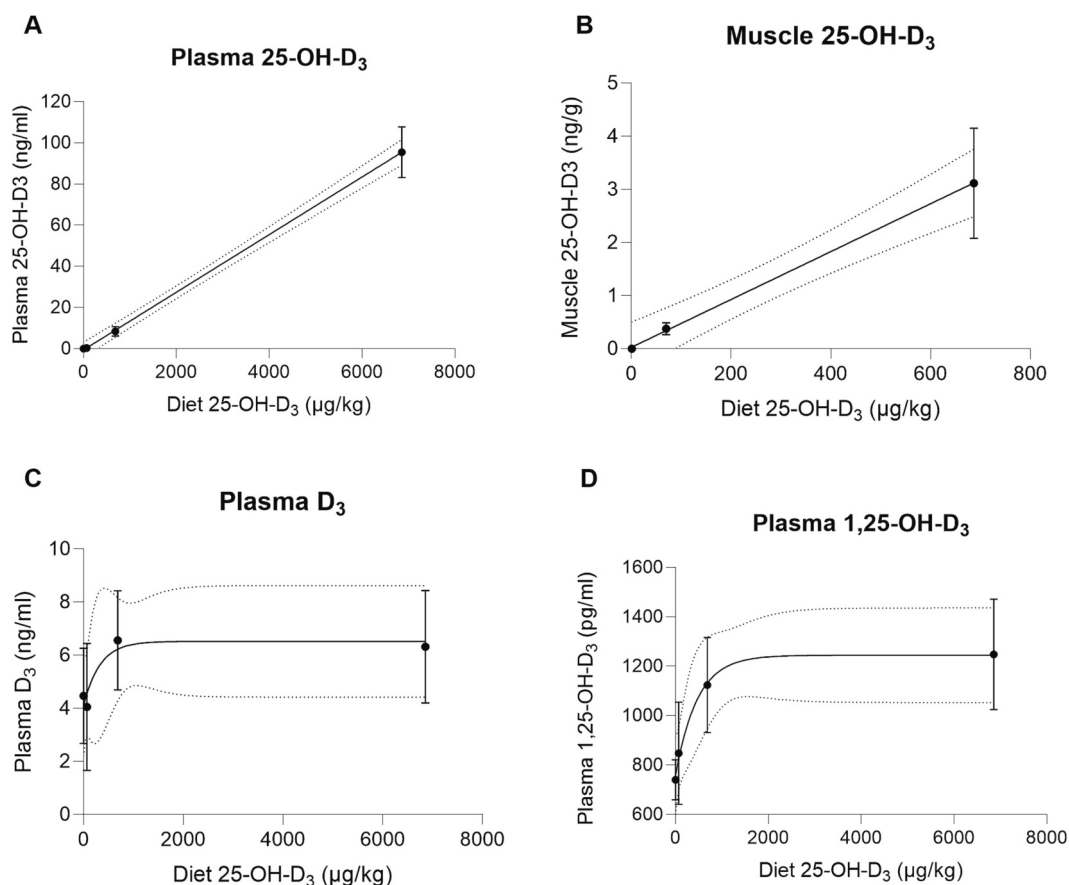 A
Plasma 25-OH-D₃
Plasma 25-OH-D3 (ng/ml)
120
100
80
60
40
20
0
0 2000 4000 6000 8000
Diet 25-OH-D₃ (µg/kg)
B
Muscle 25-OH-D₃
Muscle 25-OH-D3 (ng/g)
5
4
3
2
1
0
0 200 400 600 800
Diet 25-OH-D₃ (µg/kg)
C
Plasma D₃
Plasma D₃ (ng/ml)
10
8
6
4
2
0
0 2000 4000 6000 8000
Diet 25-OH-D₃ (µg/kg)
D
Plasma 1,25-OH-D₃
Plasma 1,25-OH-D₃ (pg/ml)
1600
1400
1200
1000
800
600
0 2000 4000 6000 8000
Diet 25-OH-D₃ (µg/kg)